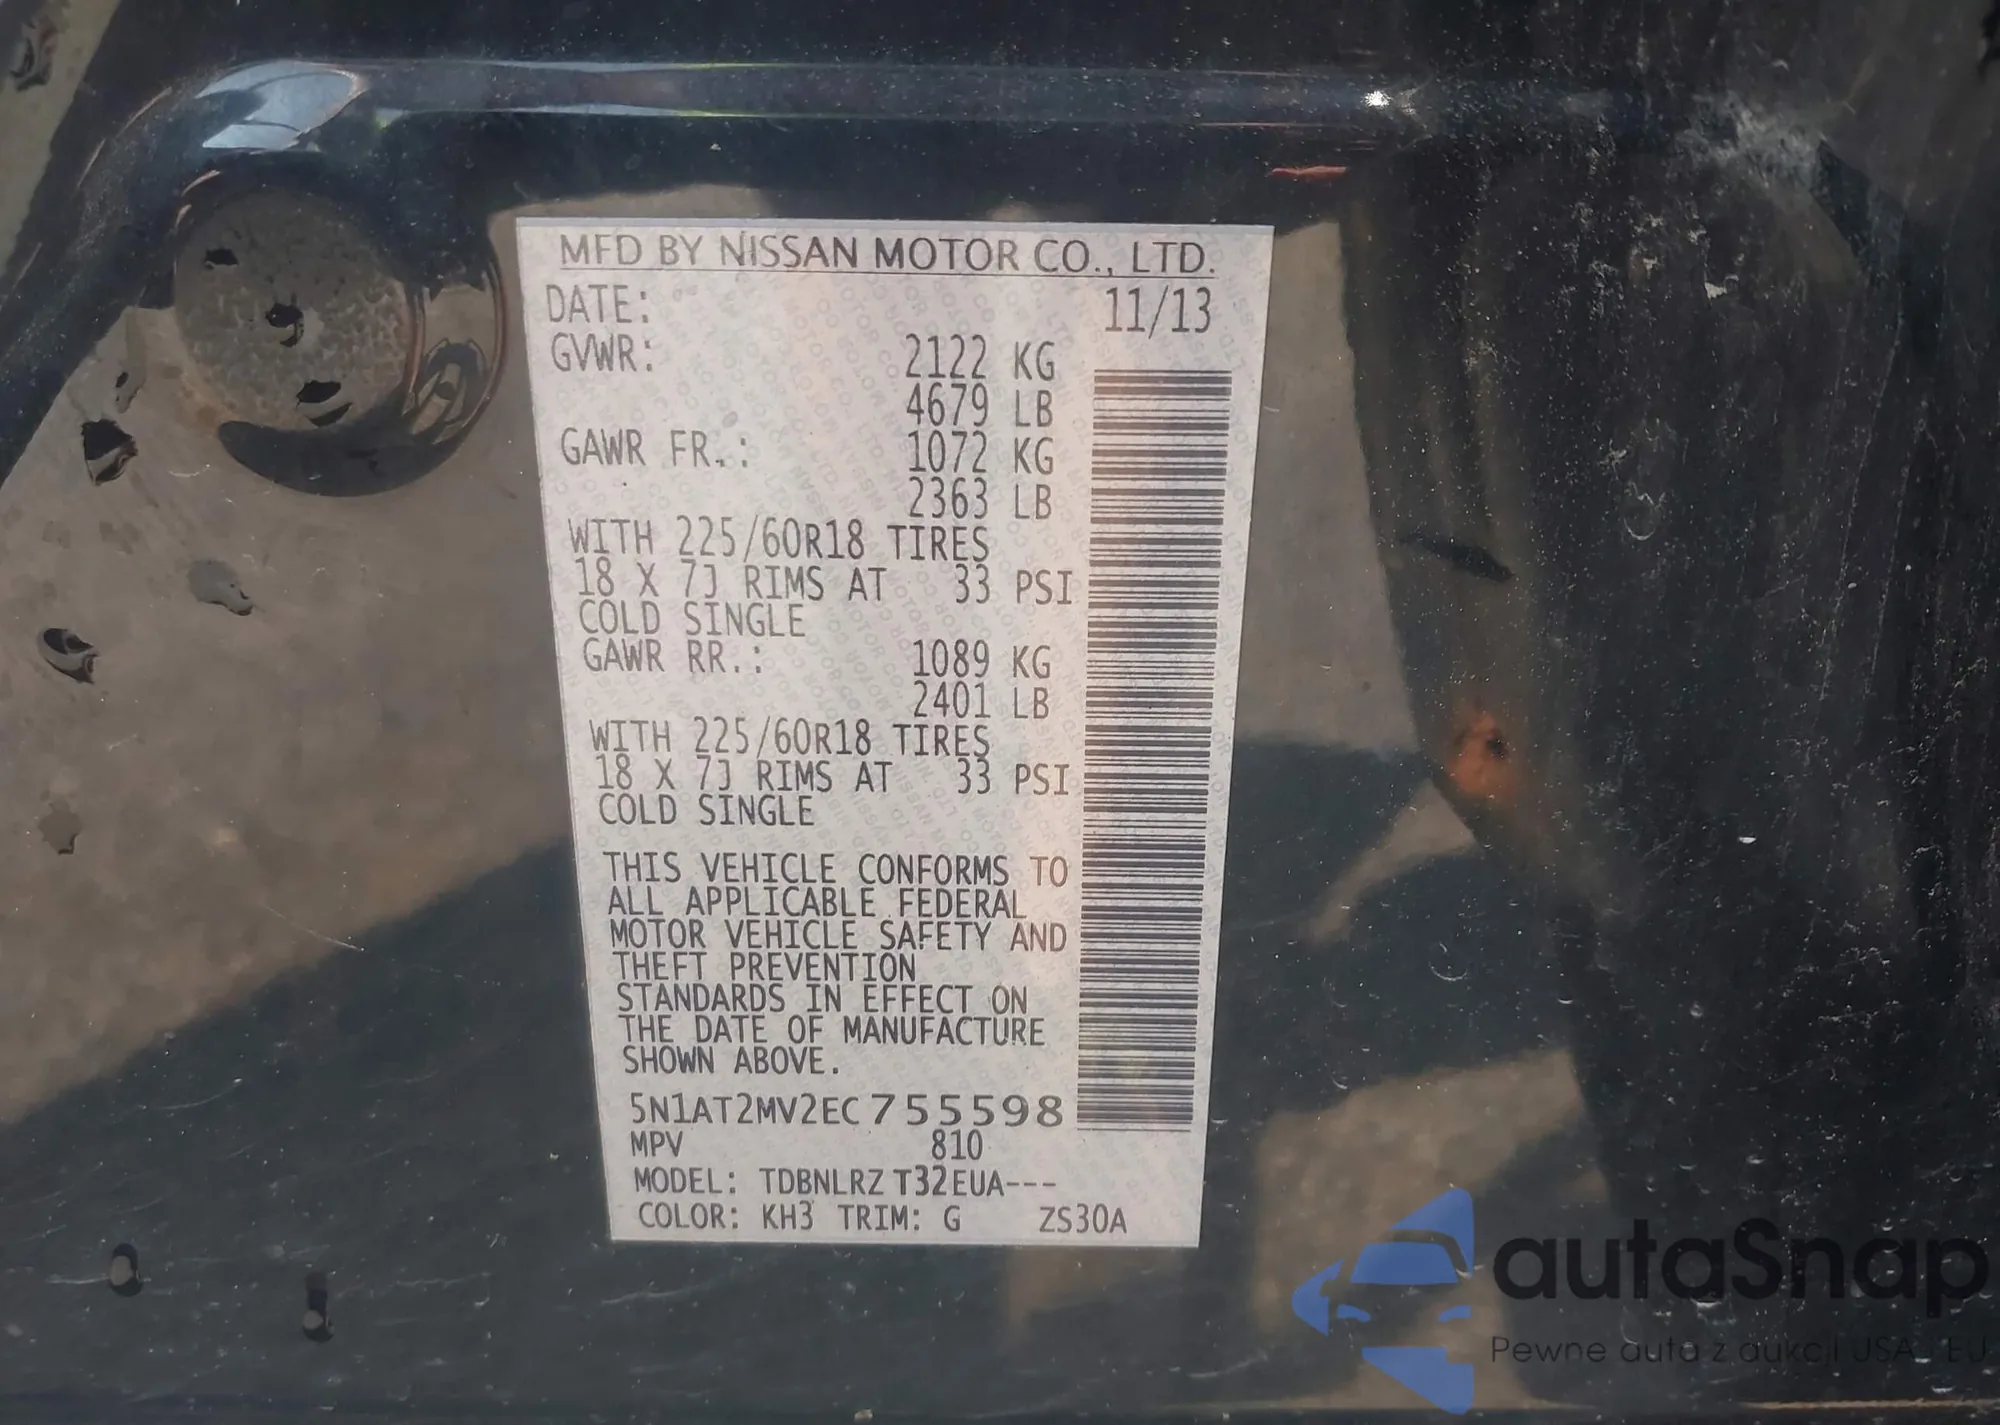 MFD BY NISSAN MOTOR CO., LTD.
DATE: 11/13
GVWR: 2122 KG
4679 LB
GAWR FR.: 1072 KG
2363 LB
WITH 225/60R18 TIRES
18 X 7J RIMS AT 33 PSI
COLD SINGLE
GAWR RR.: 1089 KG
2401 LB
WITH 225/60R18 TIRES
18 X 7J RIMS AT 33 PSI
COLD SINGLE
THIS VEHICLE CONFORMS TO
ALL APPLICABLE FEDERAL
MOTOR VEHICLE SAFETY AND
THEFT PREVENTION
STANDARDS IN EFFECT ON
THE DATE OF MANUFACTURE
SHOWN ABOVE.
5N1AT2MV2EC755598
MPV 810
MODEL: TDBNLRZ T32EUA---
COLOR: KH3 TRIM: G ZS30A
autaSnap
Pewne auta z aukcji USA i EU